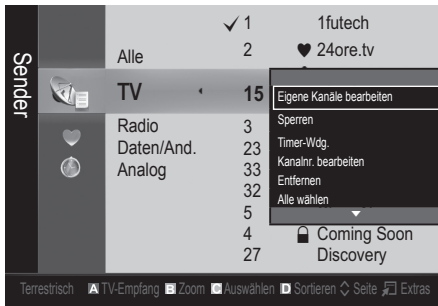 Sender
Alle
TV
Radio
Daten/And.
Analog
1 1futech
2 24ore.tv
15
3
23
33
32
5
4 Coming Soon
27 Discovery
Eigene Kanäle bearbeiten
Sperren
Timer-Wdg.
Kanalnr. bearbeiten
Entfernen
Alle wählen
Terrestrisch A TV-Empfang B Zoom C Auswählen D Sortieren Seite Extras